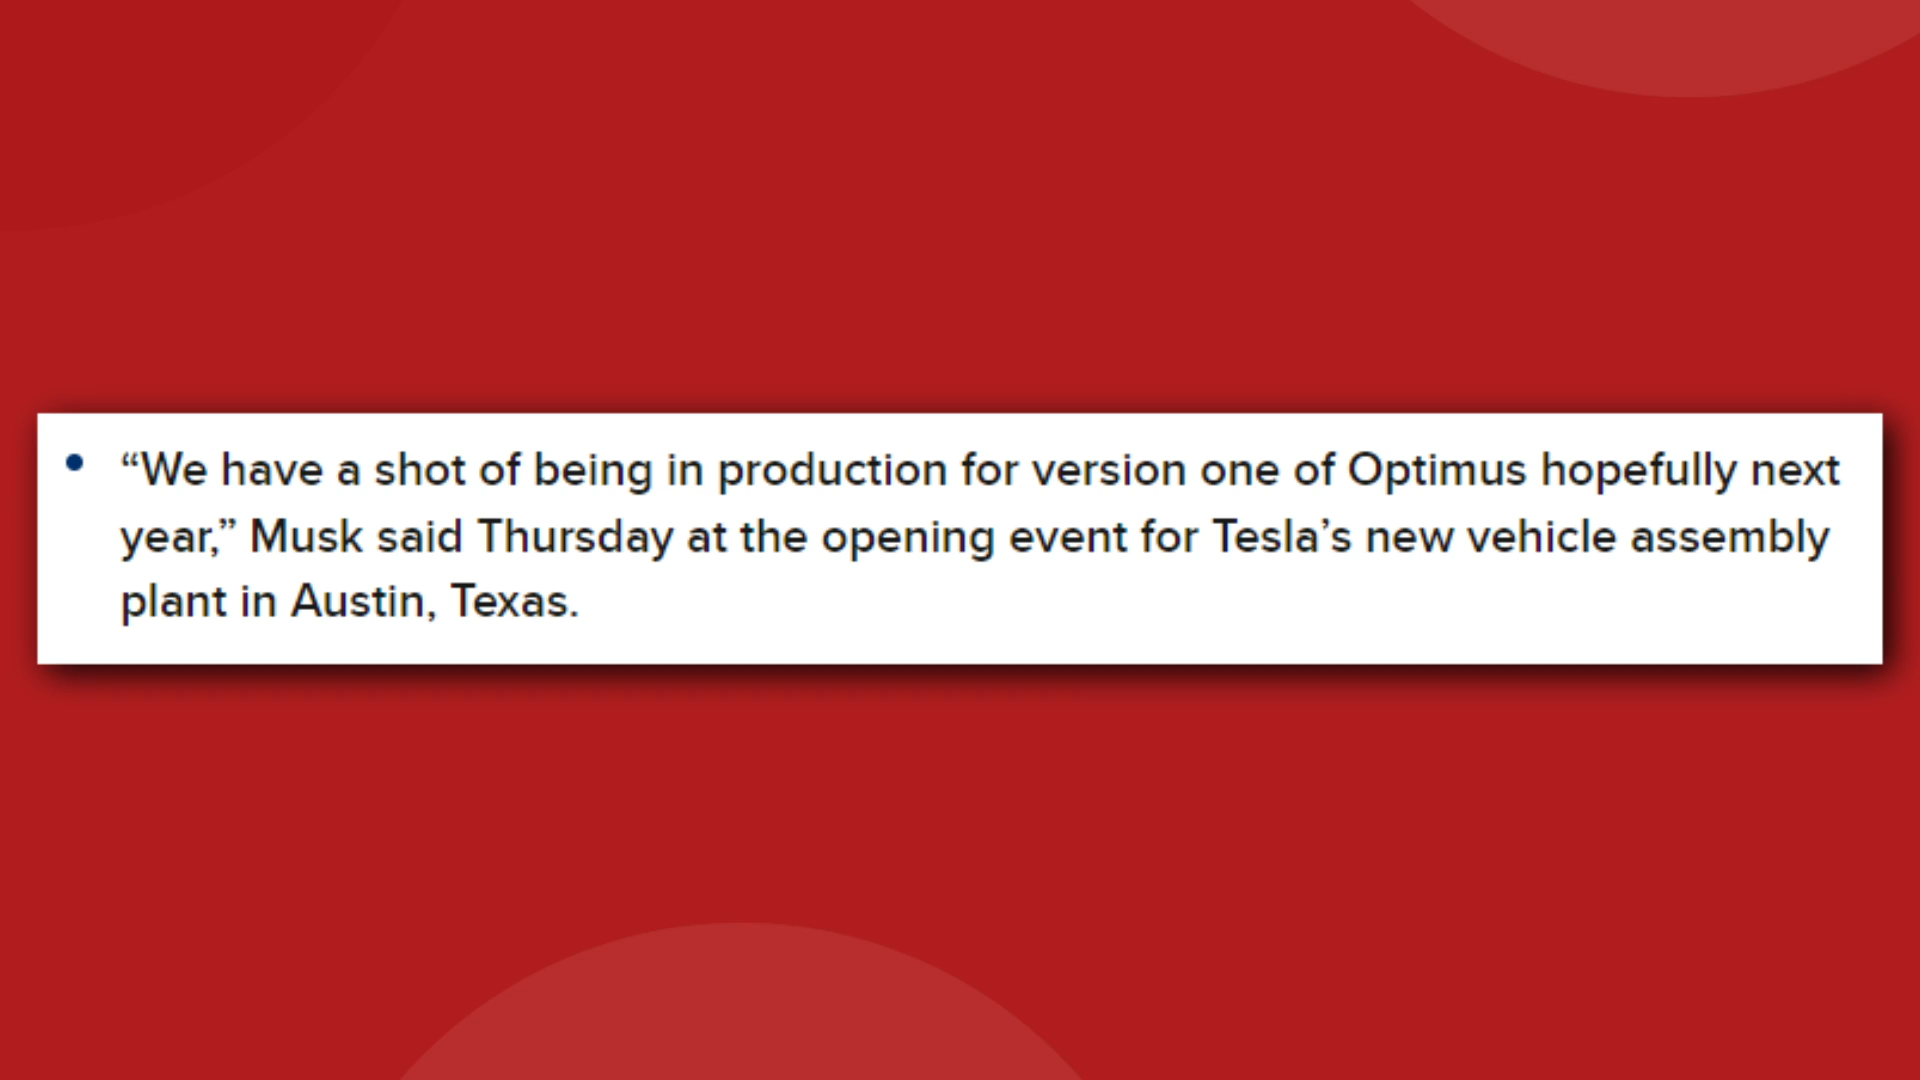 • “We have a shot of being in production for version one of Optimus hopefully next
year,” Musk said Thursday at the opening event for Tesla’s new vehicle assembly
plant in Austin, Texas.